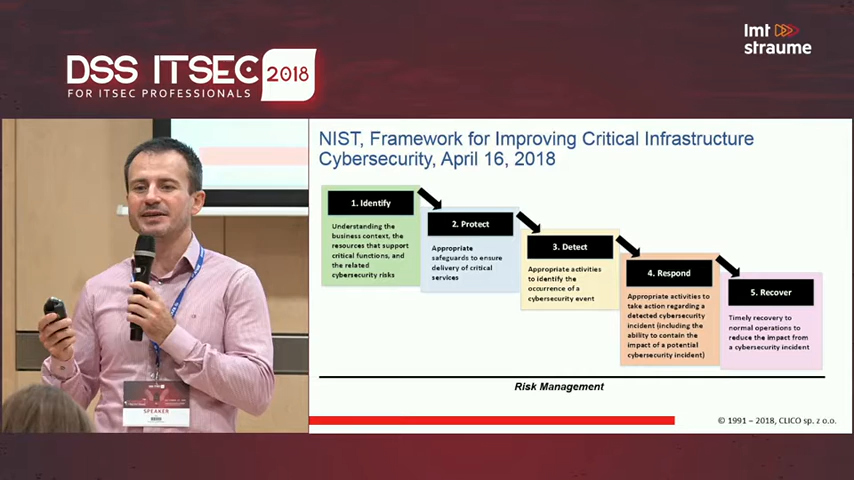 lmt
straume
DSS ITSEC 2018
FOR ITSEC PROFESSIONALS
NIST, Framework for Improving Critical Infrastructure
Cybersecurity, April 16, 2018
1. Identify
Understanding the
business context, the
resources that support
critical functions, and
the related
cybersecurity risks
2. Protect
Appropriate
safeguards to ensure
delivery of critical
services
3. Detect
Appropriate activities
to identify the
occurrence of a
cybersecurity event
4. Respond
Appropriate activities to
take action regarding a
detected cybersecurity
incident (including the
ability to contain the
impact of a potential
cybersecurity incident)
5. Recover
Timely recovery to
normal operations to
reduce the impact from
a cybersecurity incident
Risk Management
© 1991 – 2018, CLICO sp. z o.o.
SPEAKER